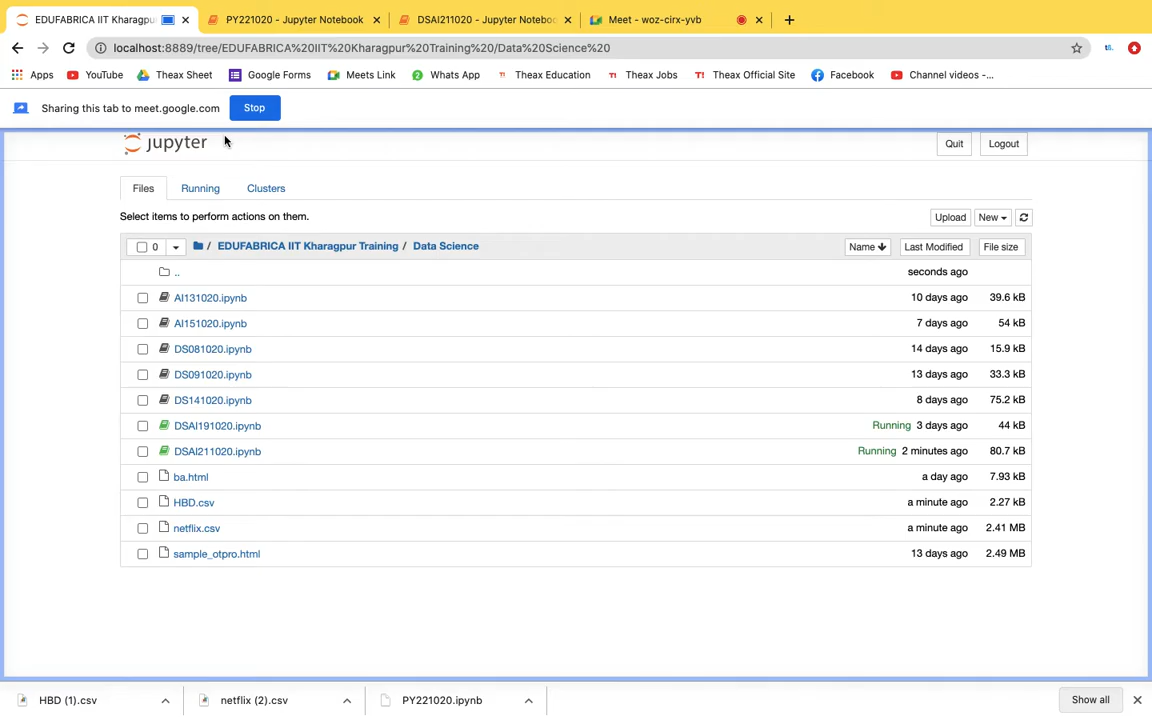 EDUFABRICA IIT Kharagpu
PY221020 - Jupyter Notebook
DSAI211020 - Jupyter Noteboo
Meet - woz-cirx-yvb
localhost:8889/tree/EDUFABRICA%20IIT%20Kharagpur%20Training%20/Data%20Science%20
Apps YouTube Theax Sheet Google Forms Meets Link Whats App Theax Education Theax Jobs Theax Official Site Facebook Channel videos -...
Sharing this tab to meet.google.com Stop
jupyter Quit Logout
Files Running Clusters
Select items to perform actions on them. Upload New
0 / EDUFABRICA IIT Kharagpur Training / Data Science Name Last Modified File size
.. seconds ago
AI131020.ipynb 10 days ago 39.6 kB
AI151020.ipynb 7 days ago 54 kB
DS081020.ipynb 14 days ago 15.9 kB
DS091020.ipynb 13 days ago 33.3 kB
DS141020.ipynb 8 days ago 75.2 kB
DSAI191020.ipynb Running 3 days ago 44 kB
DSAI211020.ipynb Running 2 minutes ago 80.7 kB
ba.html a day ago 7.93 kB
HBD.csv a minute ago 2.27 kB
netflix.csv a minute ago 2.41 MB
sample_otpro.html 13 days ago 2.49 MB
HBD (1).csv netflix (2).csv PY221020.ipynb Show all